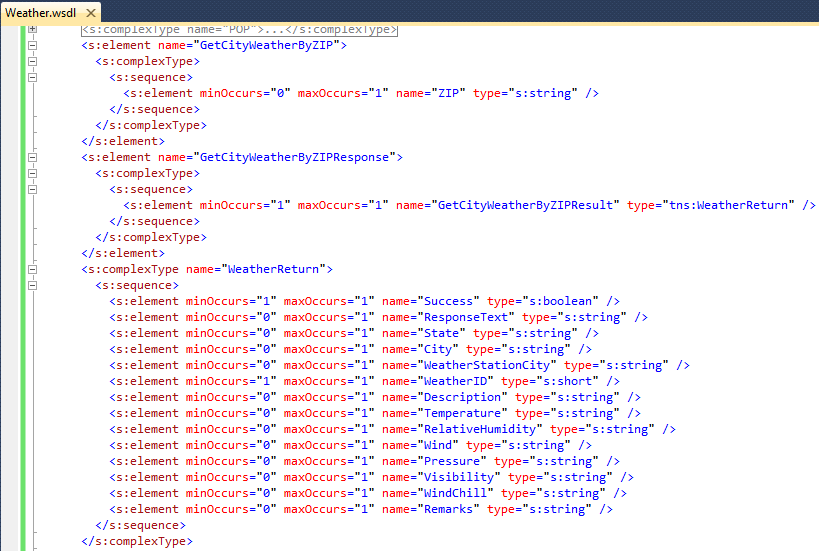 Weather.wsdl
<s:complexType name="POP">...</s:complexType>
<s:element name="GetCityWeatherByZIP">
<s:complexType>
<s:sequence>
<s:element minOccurs="0" maxOccurs="1" name="ZIP" type="s:string" />
</s:sequence>
</s:complexType>
</s:element>
<s:element name="GetCityWeatherByZIPResponse">
<s:complexType>
<s:sequence>
<s:element minOccurs="1" maxOccurs="1" name="GetCityWeatherByZIPResult" type="tns:WeatherReturn" />
</s:sequence>
</s:complexType>
</s:element>
<s:complexType name="WeatherReturn">
<s:sequence>
<s:element minOccurs="1" maxOccurs="1" name="Success" type="s:boolean" />
<s:element minOccurs="0" maxOccurs="1" name="ResponseText" type="s:string" />
<s:element minOccurs="0" maxOccurs="1" name="State" type="s:string" />
<s:element minOccurs="0" maxOccurs="1" name="City" type="s:string" />
<s:element minOccurs="0" maxOccurs="1" name="WeatherStationCity" type="s:string" />
<s:element minOccurs="1" maxOccurs="1" name="WeatherID" type="s:short" />
<s:element minOccurs="0" maxOccurs="1" name="Description" type="s:string" />
<s:element minOccurs="0" maxOccurs="1" name="Temperature" type="s:string" />
<s:element minOccurs="0" maxOccurs="1" name="RelativeHumidity" type="s:string" />
<s:element minOccurs="0" maxOccurs="1" name="Wind" type="s:string" />
<s:element minOccurs="0" maxOccurs="1" name="Pressure" type="s:string" />
<s:element minOccurs="0" maxOccurs="1" name="Visibility" type="s:string" />
<s:element minOccurs="0" maxOccurs="1" name="WindChill" type="s:string" />
<s:element minOccurs="0" maxOccurs="1" name="Remarks" type="s:string" />
</s:sequence>
</s:complexType>